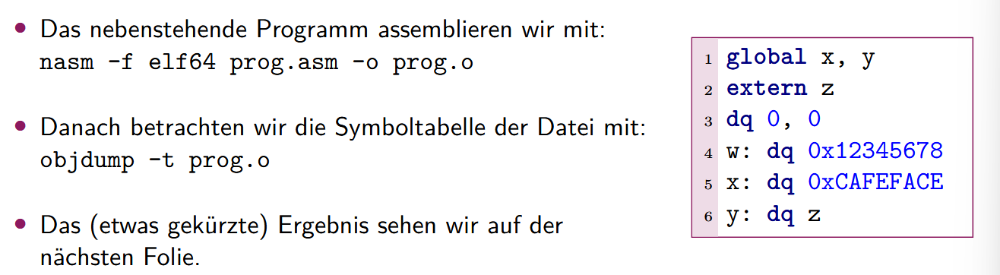 • Das nebenstehende Programm assemblieren wir mit:
nasm -f elf64 prog.asm -o prog.o
• Danach betrachten wir die Symboltabelle der Datei mit:
objdump -t prog.o
• Das (etwas gekürzte) Ergebnis sehen wir auf der
nächsten Folie.
1 global x, y
2 extern z
3 dq 0, 0
4 w: dq 0x12345678
5 x: dq 0xCAFEFACE
6 y: dq z